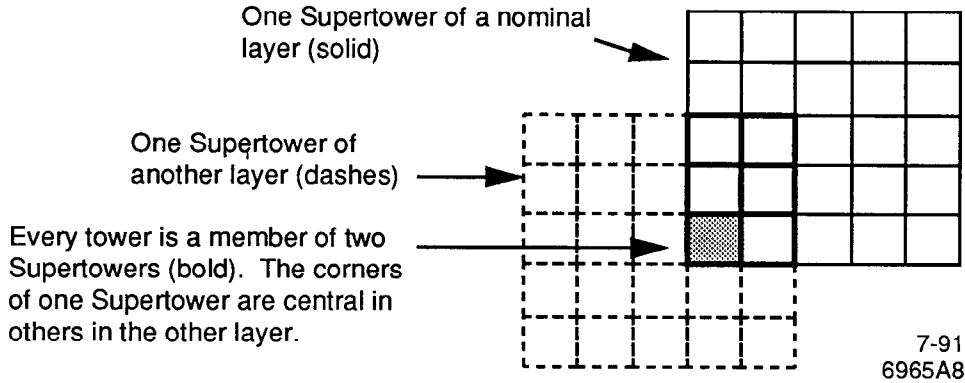 One Supertower of a nominal
layer (solid)
One Supertower of
another layer (dashes)
Every tower is a member of two
Supertowers (bold). The corners
of one Supertower are central in
others in the other layer.
7-91
6965A8